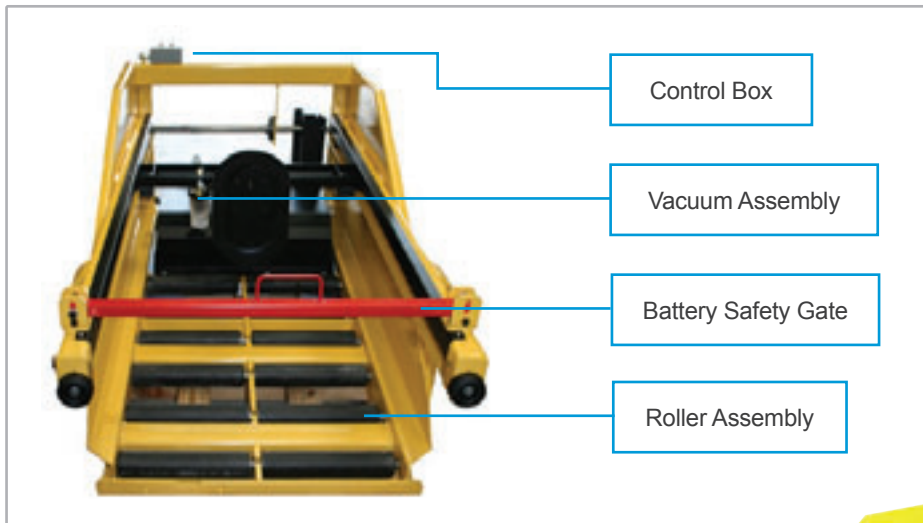 Control Box
Vacuum Assembly
Battery Safety Gate
Roller Assembly